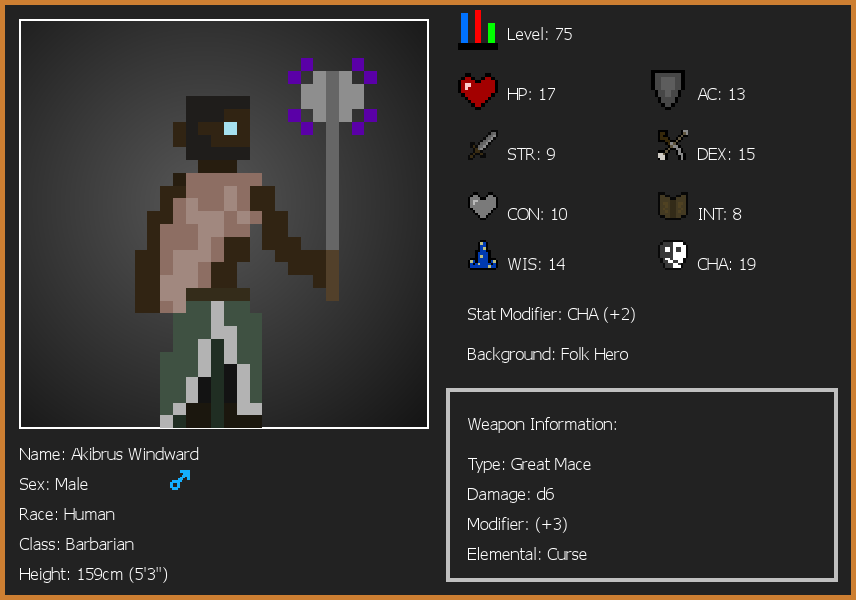 Level: 75
HP: 17
AC: 13
STR: 9
DEX: 15
CON: 10
INT: 8
WIS: 14
CHA: 19
Stat Modifier: CHA (+2)
Background: Folk Hero
Weapon Information:
Type: Great Mace
Damage: d6
Modifier: (+3)
Elemental: Curse
Name: Akibrus Windward
Sex: Male
Race: Human
Class: Barbarian
Height: 159cm (5'3")